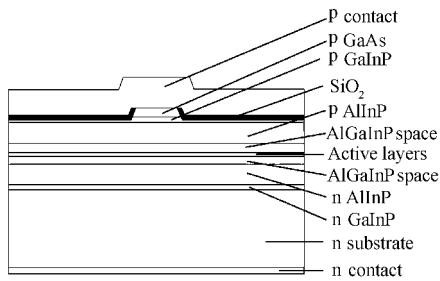 p contact
p GaAs
p GaInP
SiO2
p AlInP
AlGaInP space
Active layers
AlGaInP space
n AlInP
n GaInP
n substrate
n contact